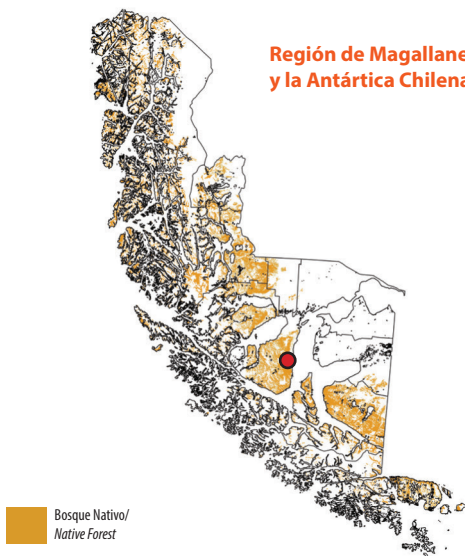 Región de Magallane
y la Antártica Chilena
Bosque Nativo/
Native Forest